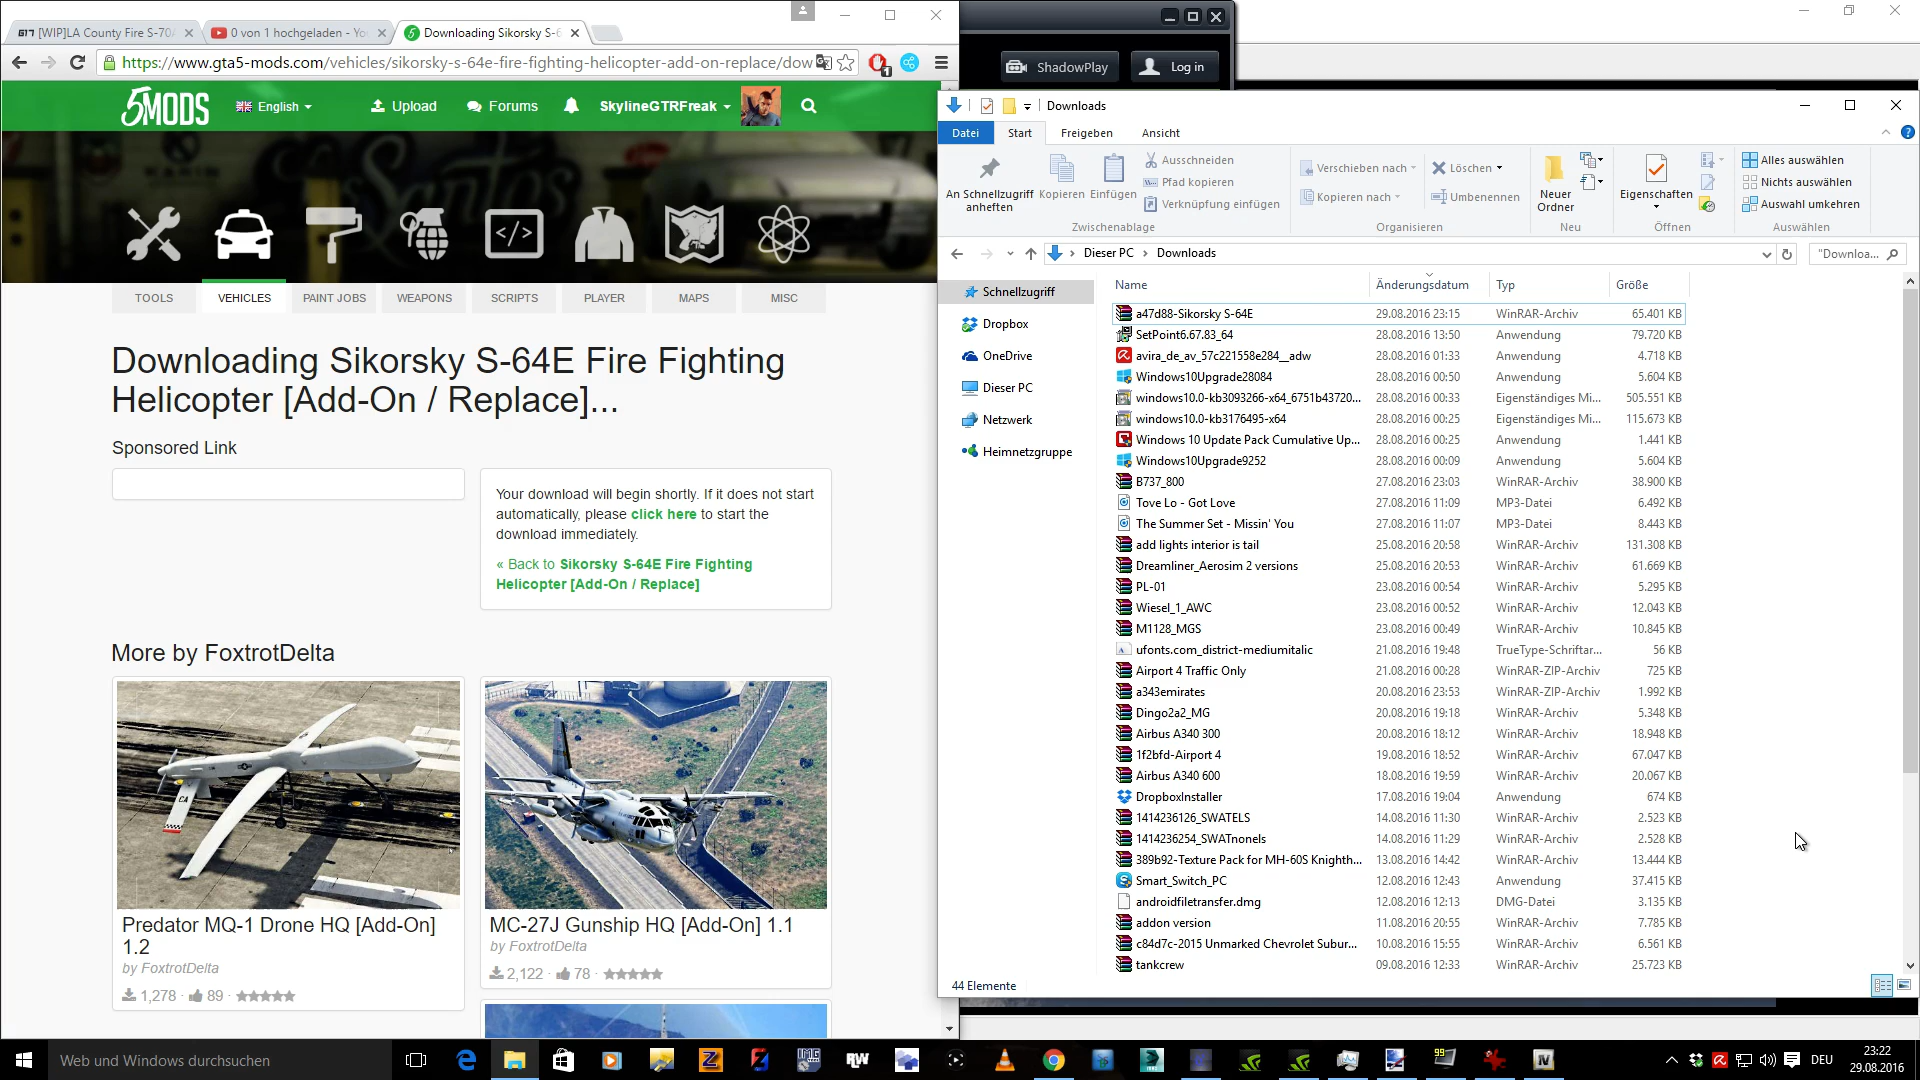 [WIP]LA County Fire S-70
0 von 1 hochgeladen - Yo
Downloading Sikorsky S-6
https://www.gta5-mods.com/vehicles/sikorsky-s-64e-fire-fighting-helicopter-add-on-replace/dow
5MODS
English
Upload
Forums
SkylineGTRFreak
TOOLS
VEHICLES
PAINT JOBS
WEAPONS
SCRIPTS
PLAYER
MAPS
MISC
Downloading Sikorsky S-64E Fire Fighting
Helicopter [Add-On / Replace]...
Sponsored Link
Your download will begin shortly. If it does not start
automatically, please click here to start the
download immediately.
« Back to Sikorsky S-64E Fire Fighting
Helicopter [Add-On / Replace]
More by FoxtrotDelta
Predator MQ-1 Drone HQ [Add-On]
1.2
by FoxtrotDelta
1,278 · 89 ·
MC-27J Gunship HQ [Add-On] 1.1
by FoxtrotDelta
2,122 · 78 ·
ShadowPlay
Log in
Downloads
Datei
Start
Freigeben
Ansicht
An Schnellzugriff
anheften
Kopieren
Einfügen
Ausschneiden
Pfad kopieren
Verknüpfung einfügen
Zwischenablage
Verschieben nach
Kopieren nach
Löschen
Umbenennen
Organisieren
Neuer
Ordner
Neu
Eigenschaften
Öffnen
Alles auswählen
Nichts auswählen
Auswahl umkehren
Auswählen
Dieser PC > Downloads
"Downloa...
Schnellzugriff
Dropbox
OneDrive
Dieser PC
Netzwerk
Heimnetzgruppe
Name Änderungsdatum Typ Größe
a47d88-Sikorsky S-64E 29.08.2016 23:15 WinRAR-Archiv 65.401 KB
SetPoint6.67.83_64 28.08.2016 13:50 Anwendung 79.720 KB
avira_de_av_57c221558e284__adw 28.08.2016 01:33 Anwendung 4.718 KB
Windows10Upgrade28084 28.08.2016 00:50 Anwendung 5.604 KB
windows10.0-kb3093266-x64_6751b43720... 28.08.2016 00:33 Eigenständiges Mi... 505.551 KB
windows10.0-kb3176495-x64 28.08.2016 00:25 Eigenständiges Mi... 115.673 KB
Windows 10 Update Pack Cumulative Up... 28.08.2016 00:25 Anwendung 1.441 KB
Windows10Upgrade9252 28.08.2016 00:09 Anwendung 5.604 KB
B737_800 27.08.2016 23:03 WinRAR-Archiv 38.900 KB
Tove Lo - Got Love 27.08.2016 11:09 MP3-Datei 6.492 KB
The Summer Set - Missin' You 27.08.2016 11:07 MP3-Datei 8.443 KB
add lights interior is tail 25.08.2016 20:58 WinRAR-Archiv 131.308 KB
Dreamliner_Aerosim 2 versions 25.08.2016 20:53 WinRAR-Archiv 61.669 KB
PL-01 23.08.2016 00:54 WinRAR-Archiv 5.295 KB
Wiesel_1_AWC 23.08.2016 00:52 WinRAR-Archiv 12.043 KB
M1128_MGS 23.08.2016 00:49 WinRAR-Archiv 10.845 KB
ufonts.com_district-mediumitalic 21.08.2016 19:48 TrueType-Schriftar... 56 KB
Airport 4 Traffic Only 21.08.2016 00:28 WinRAR-ZIP-Archiv 725 KB
a343emirates 20.08.2016 23:53 WinRAR-ZIP-Archiv 1.992 KB
Dingo2a2_MG 20.08.2016 19:18 WinRAR-Archiv 5.348 KB
Airbus A340 300 20.08.2016 18:12 WinRAR-Archiv 18.948 KB
1f2bfd-Airport 4 19.08.2016 18:52 WinRAR-Archiv 67.047 KB
Airbus A340 600 18.08.2016 19:59 WinRAR-Archiv 20.067 KB
DropboxInstaller 17.08.2016 19:04 Anwendung 674 KB
1414236126_SWATELS 14.08.2016 11:30 WinRAR-Archiv 2.523 KB
1414236254_SWATnonels 14.08.2016 11:29 WinRAR-Archiv 2.528 KB
389b92-Texture Pack for MH-60S Knighth... 13.08.2016 14:42 WinRAR-Archiv 13.444 KB
Smart_Switch_PC 12.08.2016 12:43 Anwendung 37.415 KB
androidfiletransfer.dmg 12.08.2016 12:13 DMG-Datei 3.135 KB
addon version 11.08.2016 20:55 WinRAR-Archiv 7.785 KB
c84d7c-2015 Unmarked Chevrolet Subur... 10.08.2016 15:55 WinRAR-Archiv 6.561 KB
tankcrew 09.08.2016 12:33 WinRAR-Archiv 25.723 KB
44 Elemente
Web und Windows durchsuchen
DEU
23:22
29.08.2016